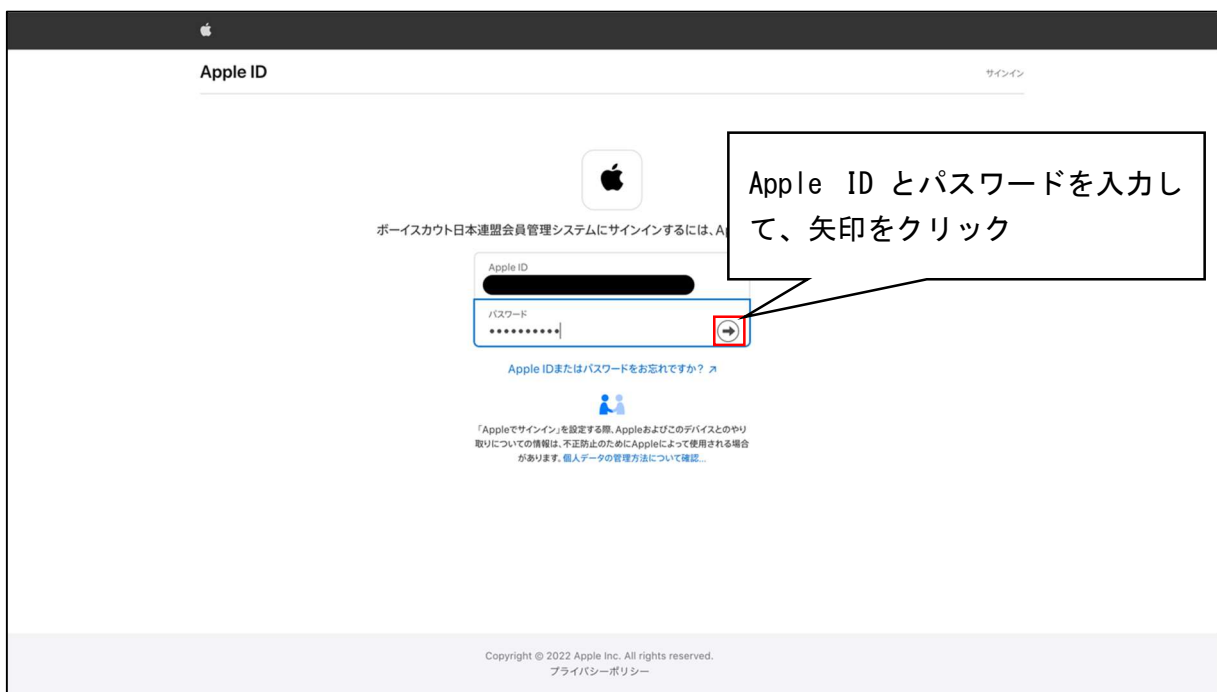 Apple ID
サインイン
Apple ID とパスワードを入力し
て、矢印をクリック
ボーイスカウト日本連盟会員管理システムにサインインするには、A
Apple ID
パスワード
Apple IDまたはパスワードをお忘れですか? ↗
「Appleでサインイン」を設定する際、Appleおよびこのデバイスとのやり
取りについての情報は、不正防止のためにAppleによって使用される場合
があります。個人データの管理方法について確認...
Copyright © 2022 Apple Inc. All rights reserved.
プライバシーポリシー